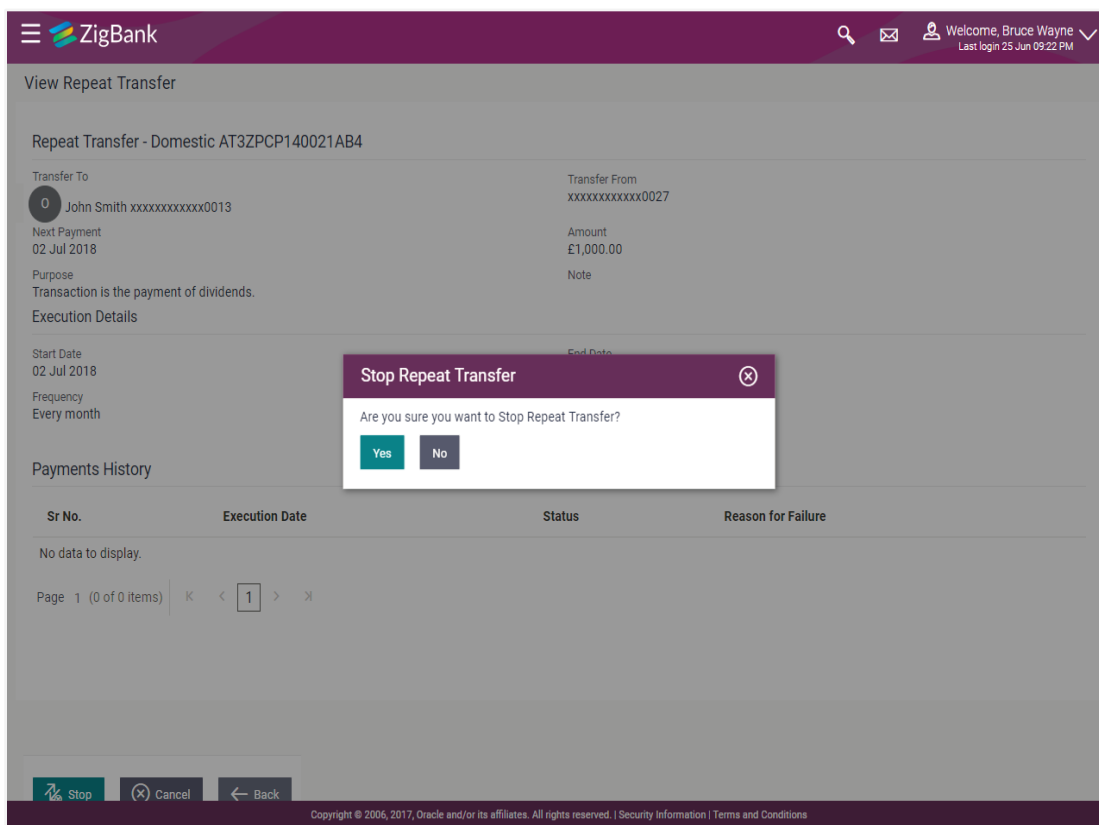 ZigBank
Welcome, Bruce Wayne
Last login 25 Jun 09:22 PM
View Repeat Transfer
Repeat Transfer - Domestic AT3ZPCP140021AB4
Transfer To
Transfer From
O John Smith xxxxxxxxxxxx0013
xxxxxxxxxxxx0027
Next Payment
Amount
02 Jul 2018
£1,000.00
Purpose
Note
Transaction is the payment of dividends.
Execution Details
Start Date
End Date
02 Jul 2018
Stop Repeat Transfer
Frequency
Every month
Are you sure you want to Stop Repeat Transfer?
Yes No
Payments History
Sr No. Execution Date Status Reason for Failure
No data to display.
Page 1 (0 of 0 items) K < 1 > X
Stop Cancel Back
Copyright © 2006, 2017, Oracle and/or its affiliates. All rights reserved. | Security Information | Terms and Conditions